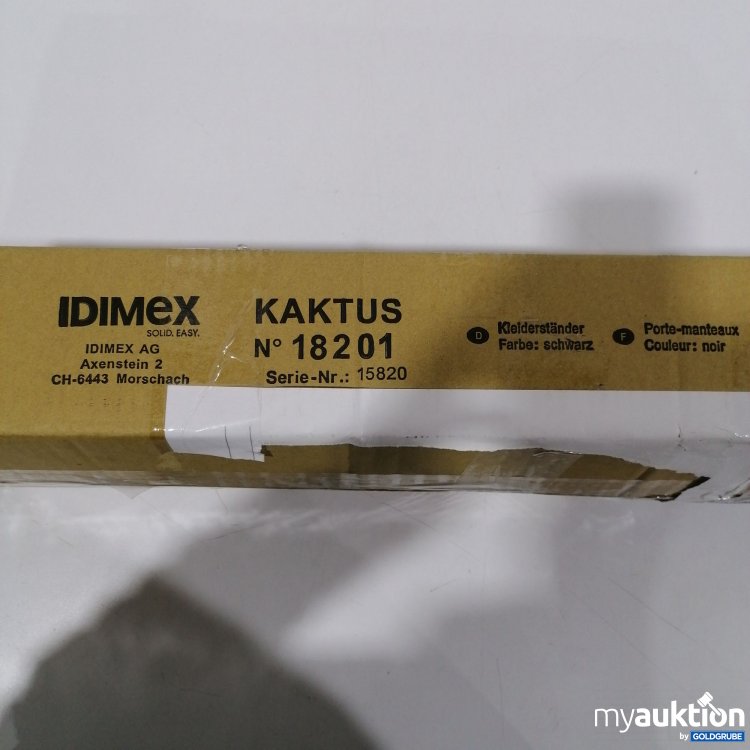 IDIMEX
SOLID. EASY.
IDIMEX AG
Axenstein 2
CH-6443 Morschach
KAKTUS
N° 18201
Serie-Nr.: 15820
D Kleiderständer
Farbe: schwarz
F Porte-manteaux
Couleur: noir
myauktion
by GOLDGRUBE